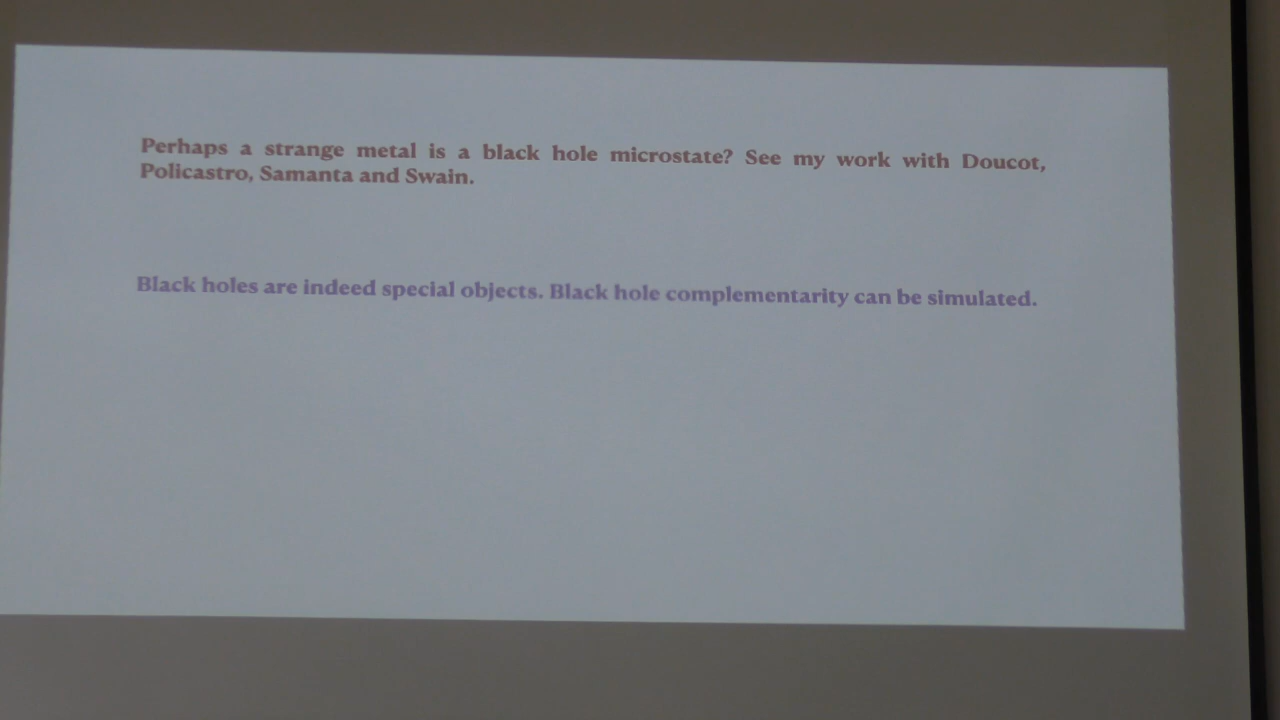 Perhaps a strange metal is a black hole microstate? See my work with Doucot,
Policastro, Samanta and Swain.
Black holes are indeed special objects. Black hole complementarity can be simulated.